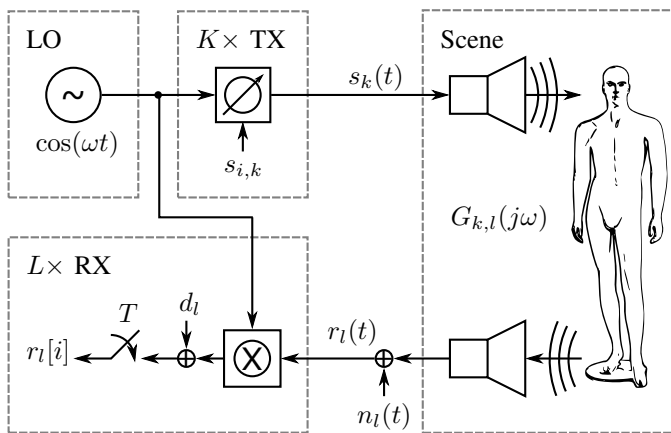 LO
K× TX
Scene
~
s_k(t)
cos(ωt)
s_{i,k}
G_{k,l}(jω)
L× RX
T
d_l
r_l(t)
r_l[i]
X
n_l(t)